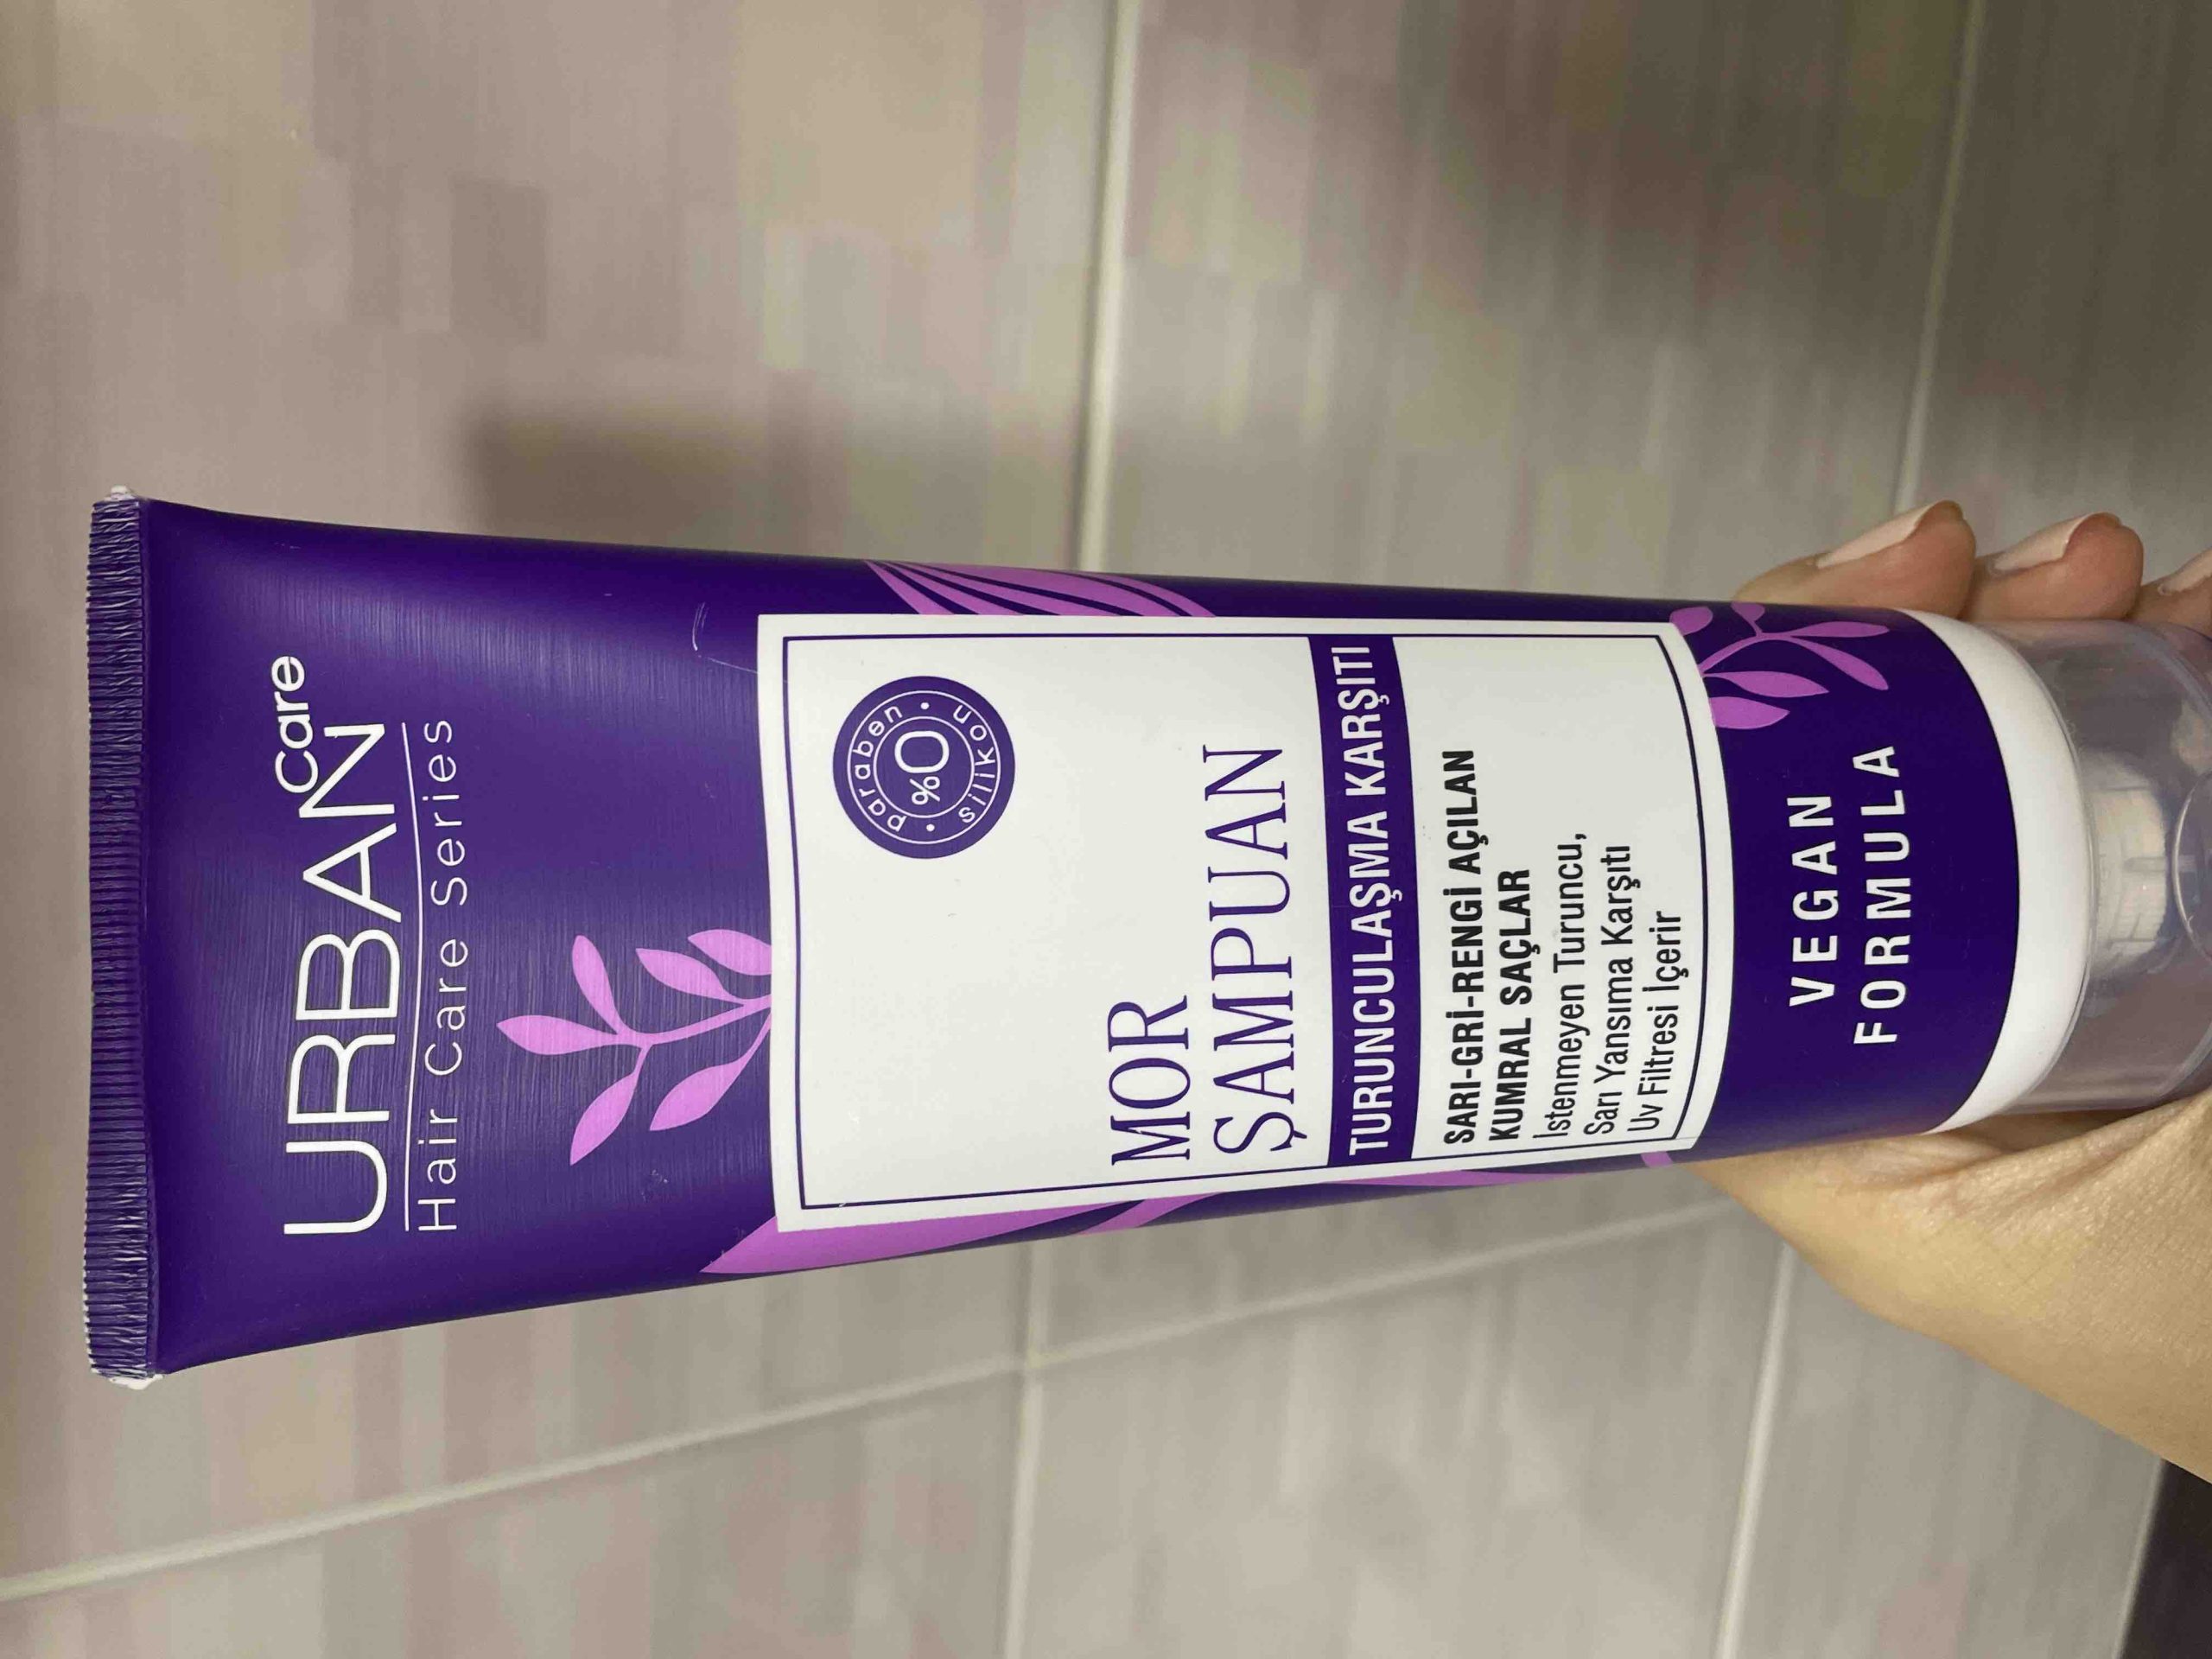 URBAN Care
Hair Care Series
paraben
%0
silikon
MOR
ŞAMPUAN
TURUNCULAŞMA KARŞITI
SARI-GRİ-RENGİ AÇILAN
KUMRAL SAÇLAR
İstenmeyen Turuncu,
Sarı Yansıma Karşıtı
Uv Filtresi İçerir
VEGAN
FORMULA